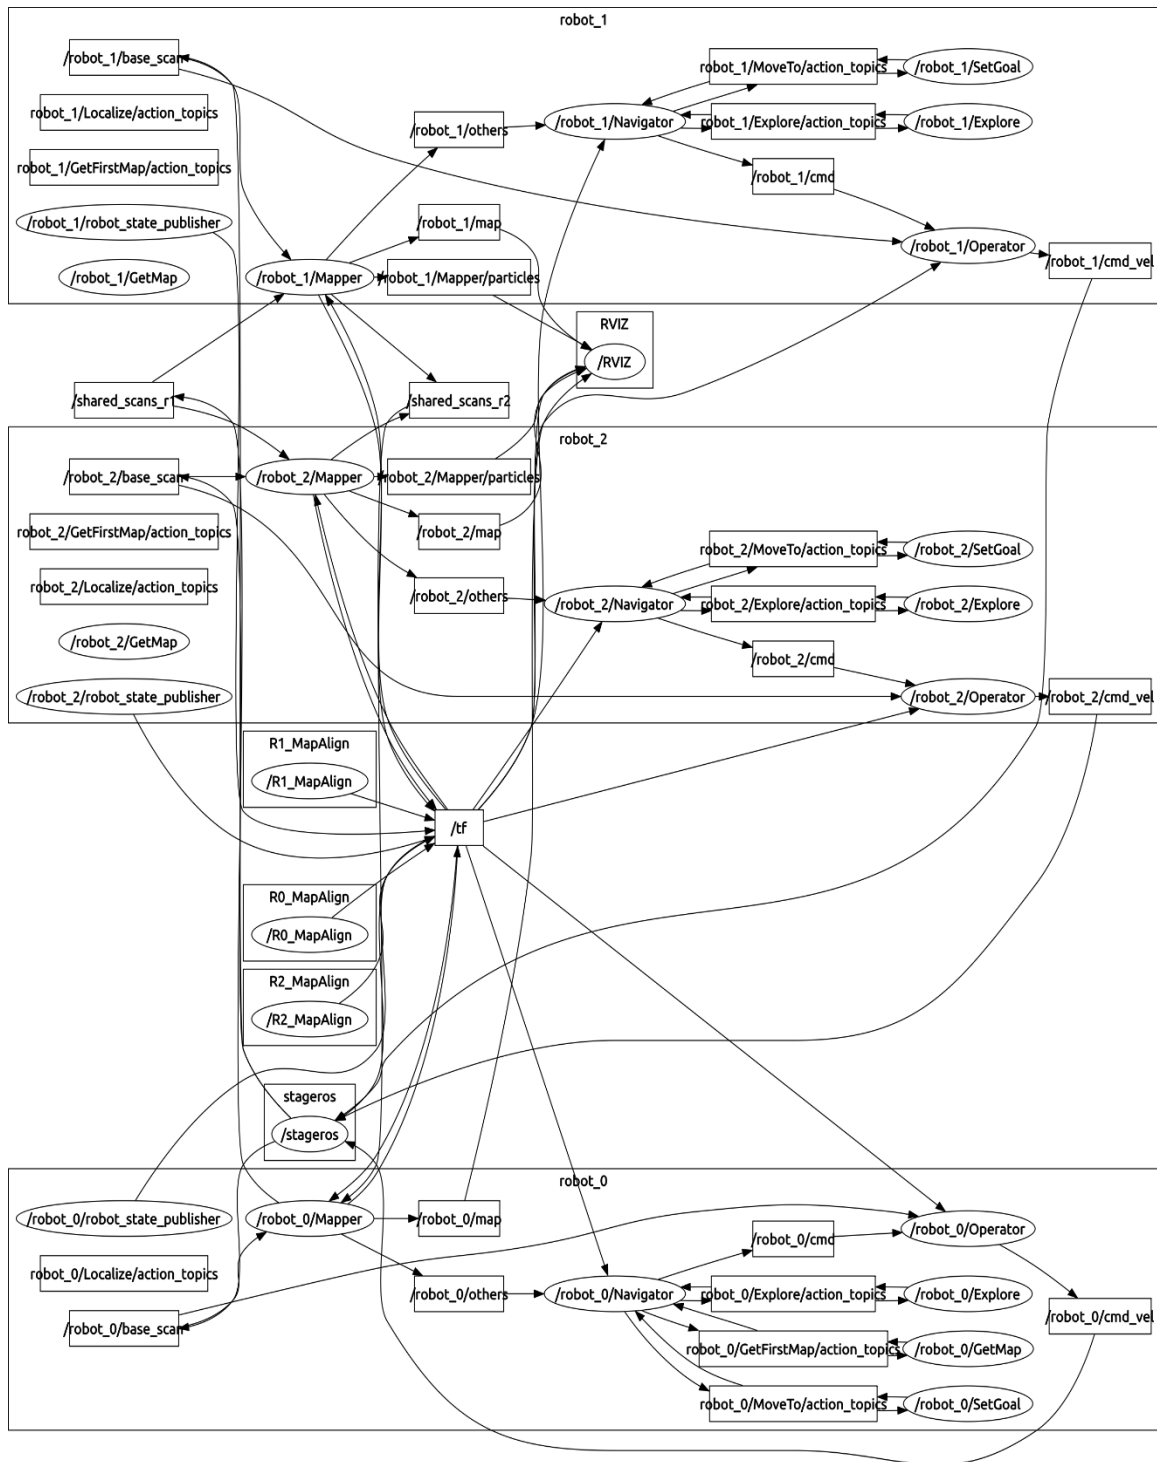 robot_1
/robot_1/base_scan
robot_1/Localize/action_topics
robot_1/GetFirstMap/action_topics
/robot_1/robot_state_publisher
/robot_1/GetMap
/robot_1/Mapper
/robot_1/others
/robot_1/map
/robot_1/Mapper/particles
/robot_1/Navigator
robot_1/MoveTo/action_topics
robot_1/Explore/action_topics
/robot_1/cmd
/robot_1/SetGoal
/robot_1/Explore
/robot_1/Operator
/robot_1/cmd_vel
RVIZ
/RVIZ
/shared_scans_r1
/shared_scans_r2
robot_2
/robot_2/base_scan
robot_2/GetFirstMap/action_topics
robot_2/Localize/action_topics
/robot_2/GetMap
/robot_2/robot_state_publisher
/robot_2/Mapper
/robot_2/Mapper/particles
/robot_2/map
/robot_2/others
/robot_2/Navigator
robot_2/MoveTo/action_topics
robot_2/Explore/action_topics
/robot_2/cmd
/robot_2/SetGoal
/robot_2/Explore
/robot_2/Operator
/robot_2/cmd_vel
R1_MapAlign
/R1_MapAlign
/tf
R0_MapAlign
/R0_MapAlign
R2_MapAlign
/R2_MapAlign
stageros
/stageros
robot_0
/robot_0/robot_state_publisher
robot_0/Localize/action_topics
/robot_0/base_scan
/robot_0/Mapper
/robot_0/map
/robot_0/others
/robot_0/Navigator
/robot_0/cmd
robot_0/Explore/action_topics
robot_0/GetFirstMap/action_topics
robot_0/MoveTo/action_topics
/robot_0/Operator
/robot_0/Explore
/robot_0/GetMap
/robot_0/SetGoal
/robot_0/cmd_vel